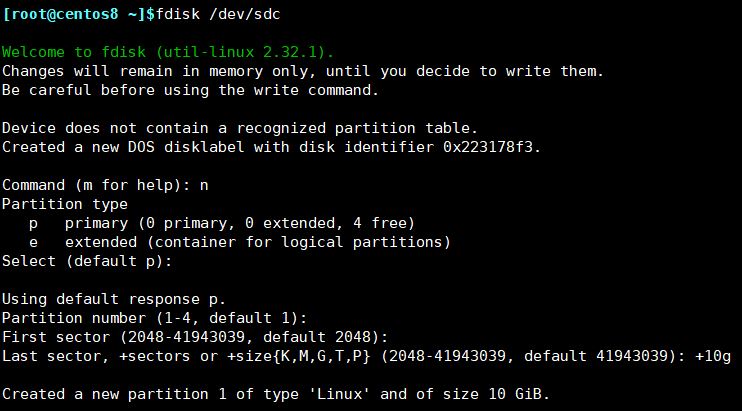 [root@centos8 ~]$fdisk /dev/sdc
Welcome to fdisk (util-linux 2.32.1).
Changes will remain in memory only, until you decide to write them.
Be careful before using the write command.
Device does not contain a recognized partition table.
Created a new DOS disklabel with disk identifier 0x223178f3.
Command (m for help): n
Partition type
   p   primary (0 primary, 0 extended, 4 free)
   e   extended (container for logical partitions)
Select (default p):
Using default response p.
Partition number (1-4, default 1):
First sector (2048-41943039, default 2048):
Last sector, +sectors or +size{K,M,G,T,P} (2048-41943039, default 41943039): +10g
Created a new partition 1 of type 'Linux' and of size 10 GiB.